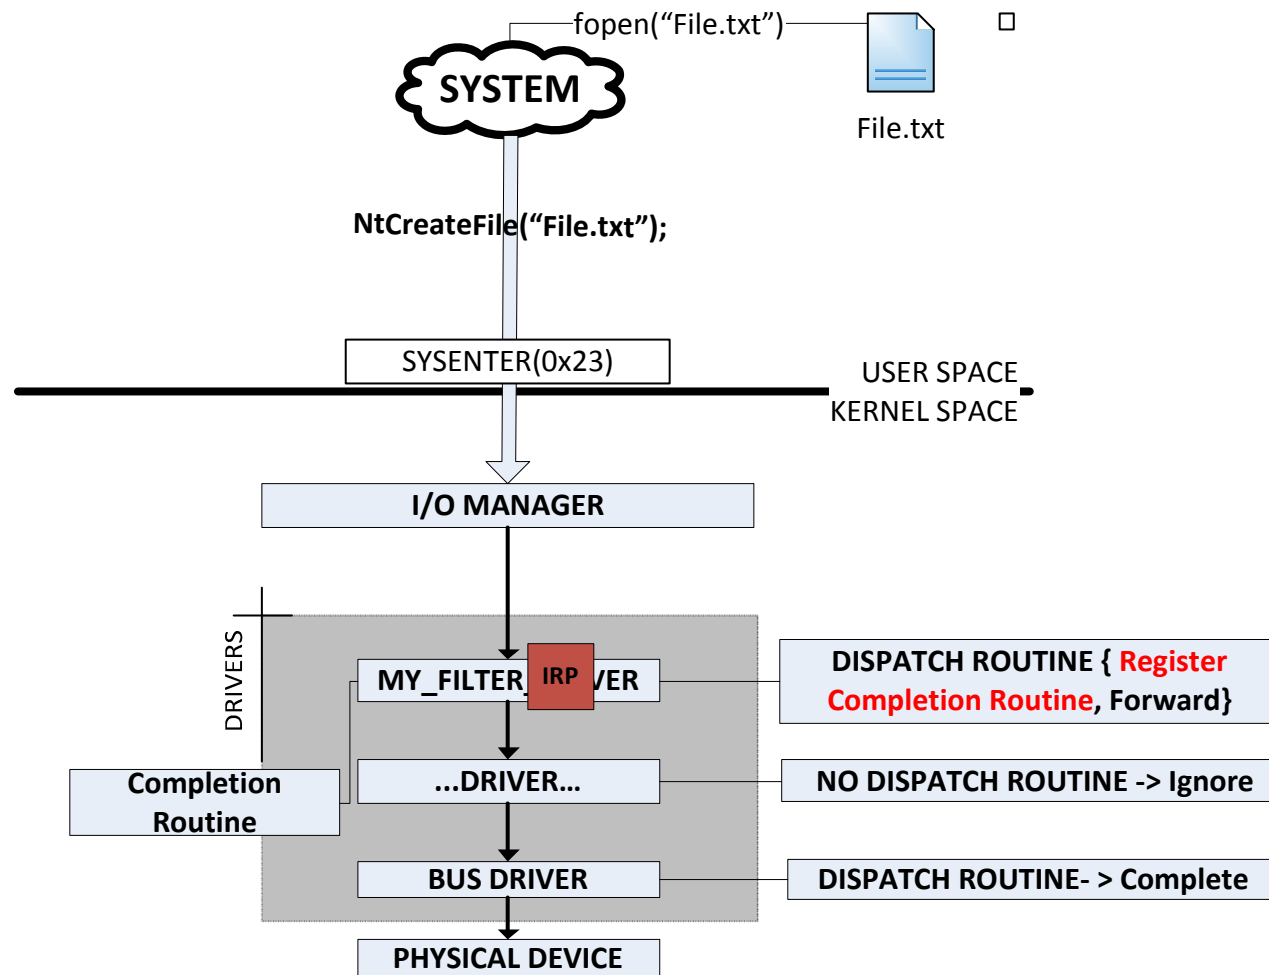 fopen(“File.txt”)
SYSTEM
File.txt
NtCreateFile(“File.txt”);
SYSENTER(0x23)
USER SPACE
KERNEL SPACE
I/O MANAGER
DRIVERS
MY_FILTER_
IRP
VER
DISPATCH ROUTINE { Register
Completion Routine, Forward}
Completion
Routine
...DRIVER...
NO DISPATCH ROUTINE -> Ignore
BUS DRIVER
DISPATCH ROUTINE- > Complete
PHYSICAL DEVICE